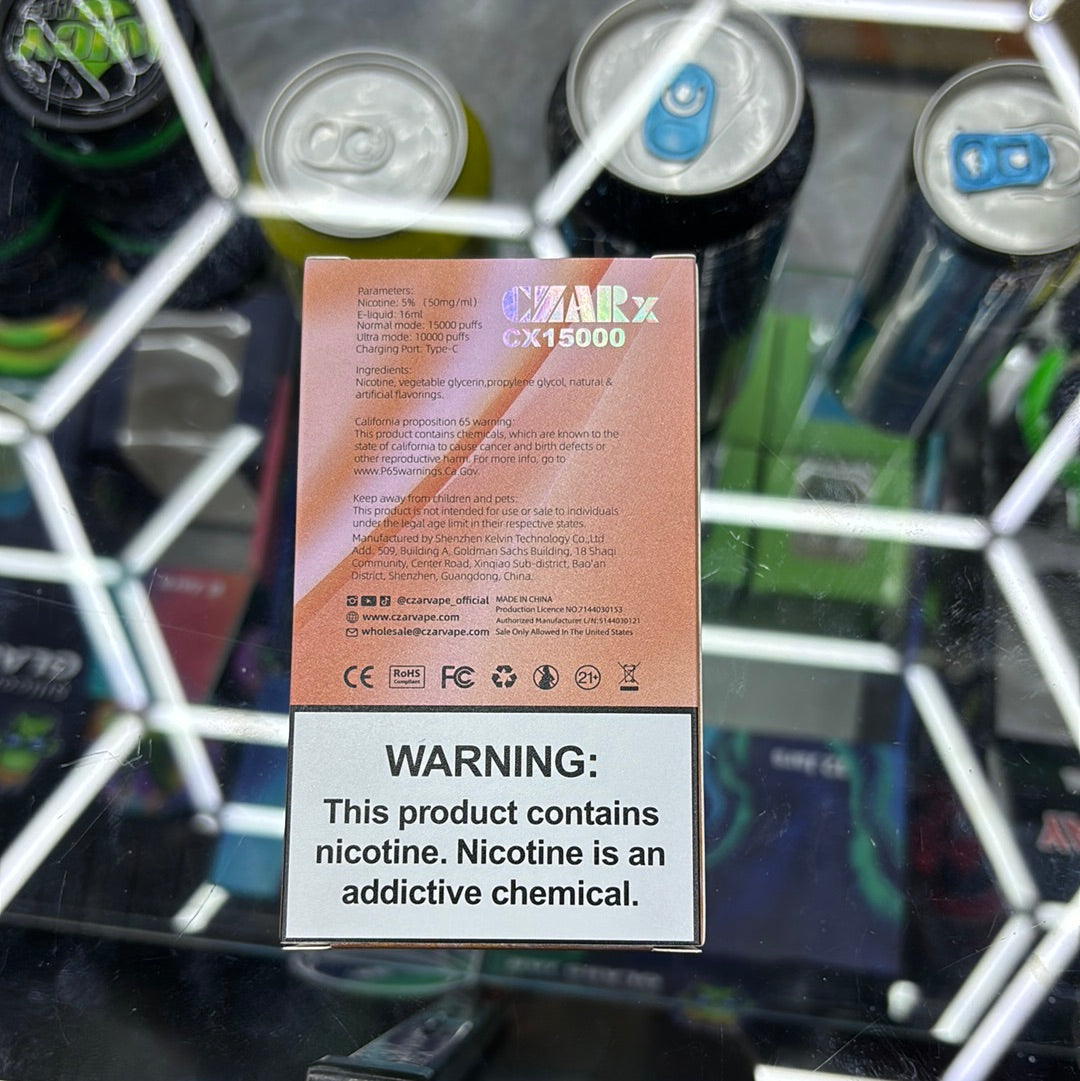 Parameters:
Nicotine: 5% (50mg/ml)
E-liquid: 16ml
Normal mode: 15000 puffs
Ultra mode: 10000 puffs
Charging Port: Type-C
CZARx
CX15000
Ingredients:
Nicotine, vegetable glycerin,propylene glycol, natural &
artificial flavorings.
California proposition 65 warning:
This product contains chemicals, which are known to the
state of california to cause cancer and birth defects or
other reproductive harm. For more info, go to
www.P65warnings.Ca.Gov.
Keep away from children and pets:
This product is not intended for use or sale to individuals
under the legal age limit in their respective states.
Manufactured by Shenzhen Kelvin Technology Co.,Ltd
Add: 509, Building A, Goldman Sachs Building, 18 Shaqi
Community, Center Road, Xinqiao Sub-district, Bao'an
District, Shenzhen, Guangdong, China.
@czarvape_official
www.czarvape.com
wholesale@czarvape.com
MADE IN CHINA
Production Licence NO.7144030153
Authorized Manufacturer L/N:5144030121
Sale Only Allowed In The United States
CE
RoHS
Compliant
FC
21+
WARNING:
This product contains
nicotine. Nicotine is an
addictive chemical.